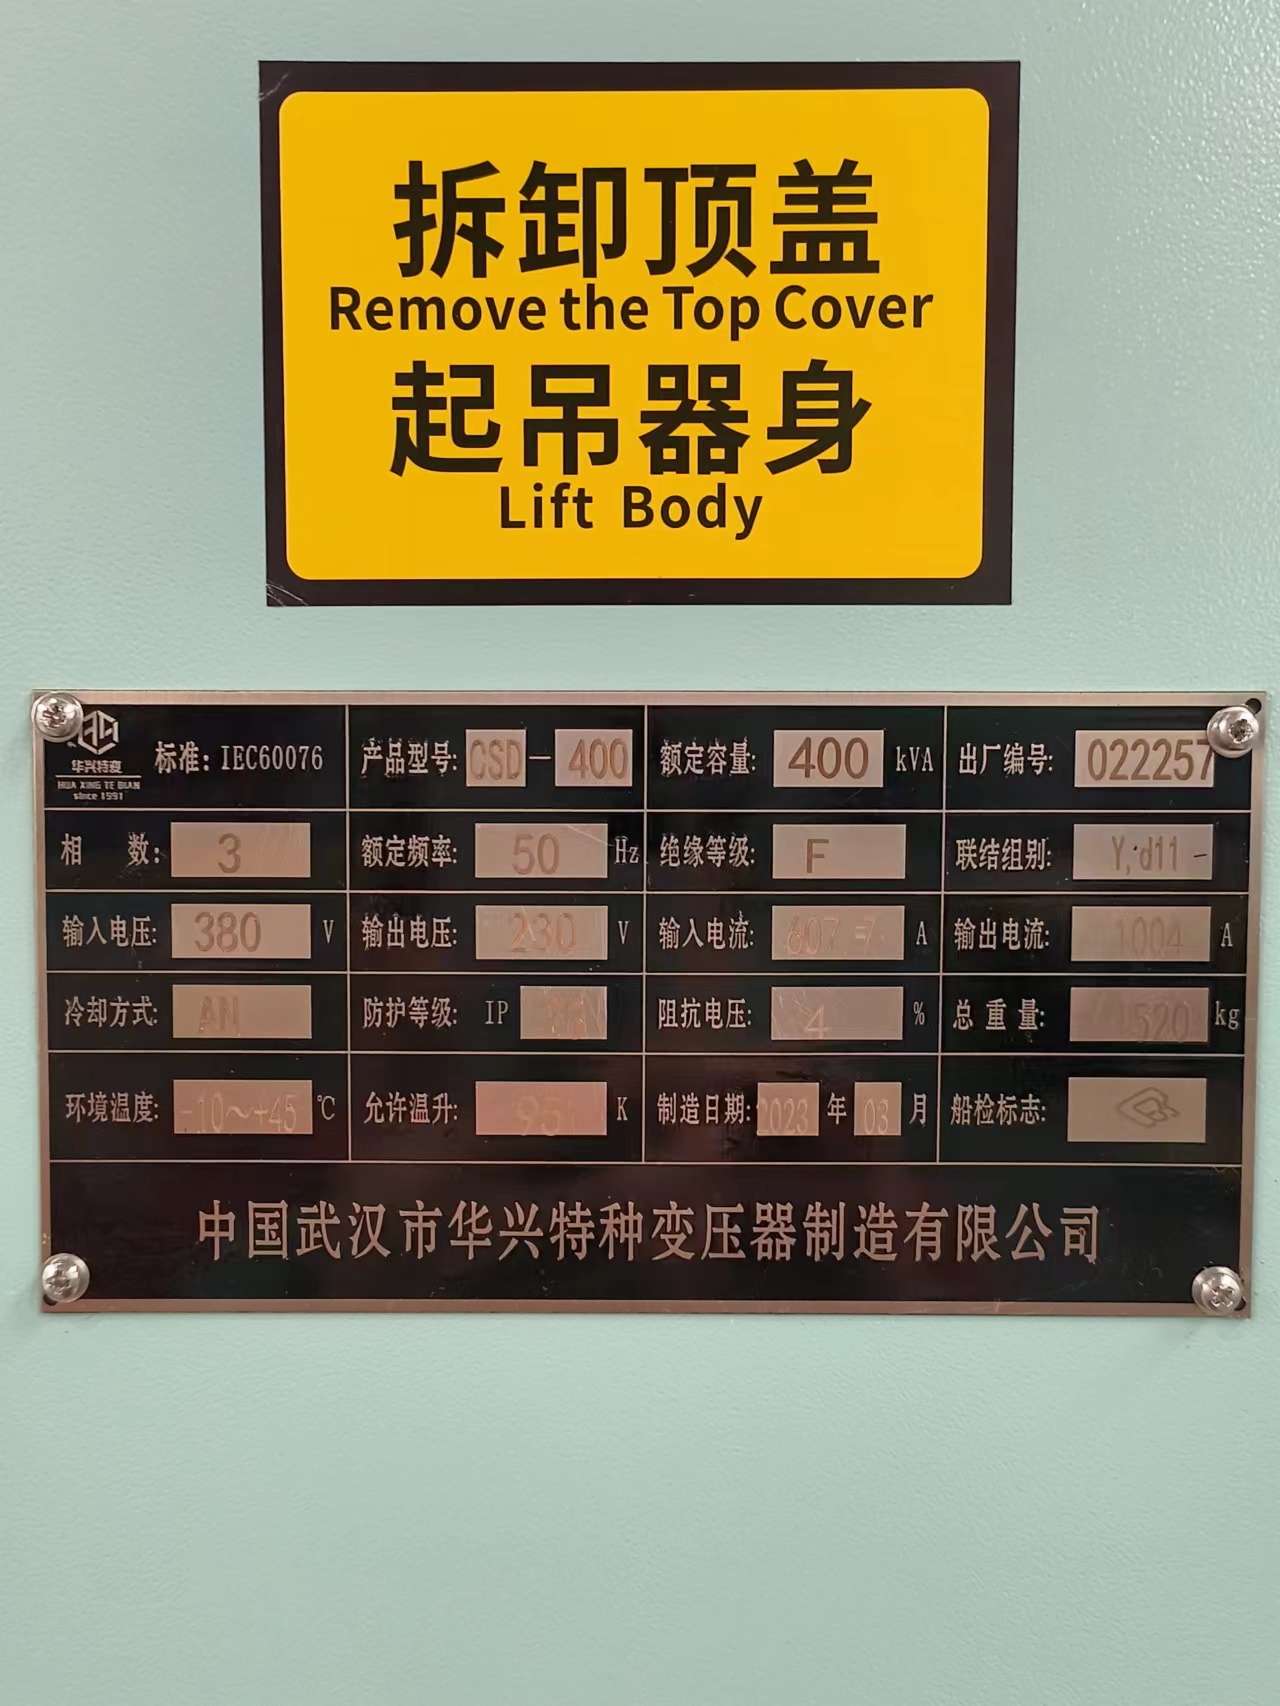 拆卸顶盖
Remove the Top Cover
起吊器身
Lift Body
华兴特变
HUA XING TE BIAN
since 1991
标准: IEC60076
产品型号: CSD-400
额定容量: 400 kVA
出厂编号: 022257
相 数: 3
额定频率: 50 Hz
绝缘等级: F
联结组别: Y,d11
输入电压: 380 V
输出电压: 230 V
输入电流: 607.7 A
输出电流: 1004 A
冷却方式: AN
防护等级: IP
阻抗电压: 4 %
总重量: 1520 kg
环境温度: -10~+45 ℃
允许温升: 95 K
制造日期: 2023 年 03 月
船检标志:
中国武汉市华兴特种变压器制造有限公司